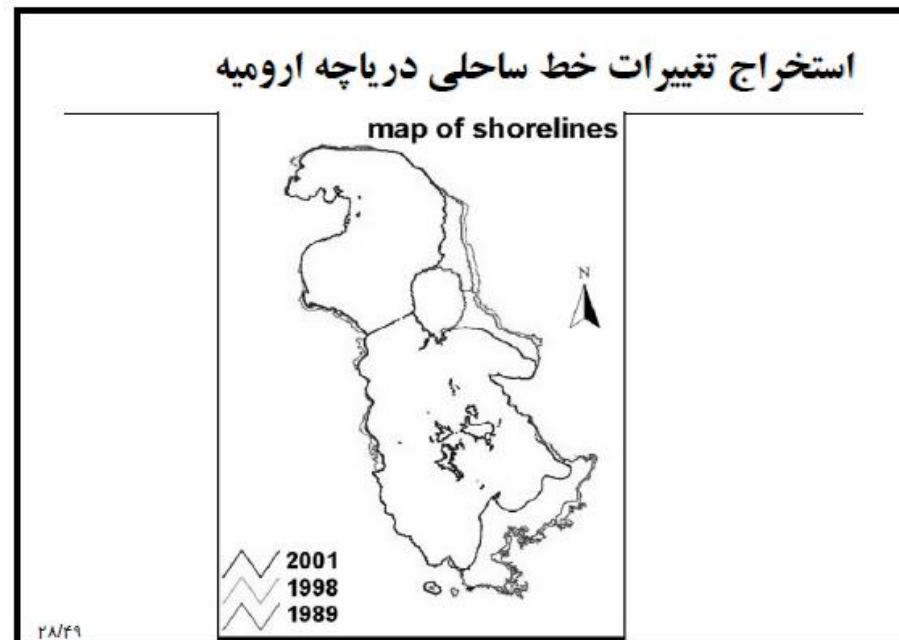 استخراج تغییرات خط ساحلی دریاچه ارومیه
map of shorelines
N
2001
1998
1989
۲۸/۴۹